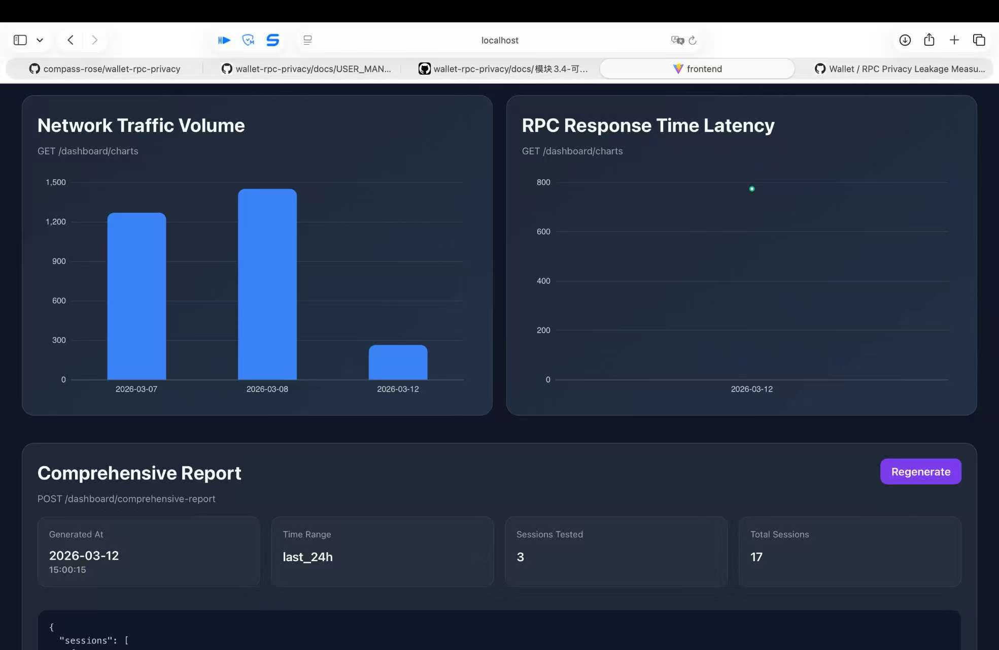 localhost
compass-rose/wallet-rpc-privacy
wallet-rpc-privacy/docs/USER_MAN...
wallet-rpc-privacy/docs/模块3.4-可...
frontend
Wallet / RPC Privacy Leakage Measu...
Network Traffic Volume
GET /dashboard/charts
1,500
1,200
900
600
300
0
2026-03-07
2026-03-08
2026-03-12
RPC Response Time Latency
GET /dashboard/charts
800
600
400
200
0
2026-03-12
Comprehensive Report
Regenerate
POST /dashboard/comprehensive-report
Generated At
2026-03-12
15:00:15
Time Range
last_24h
Sessions Tested
3
Total Sessions
17
{
"sessions": [